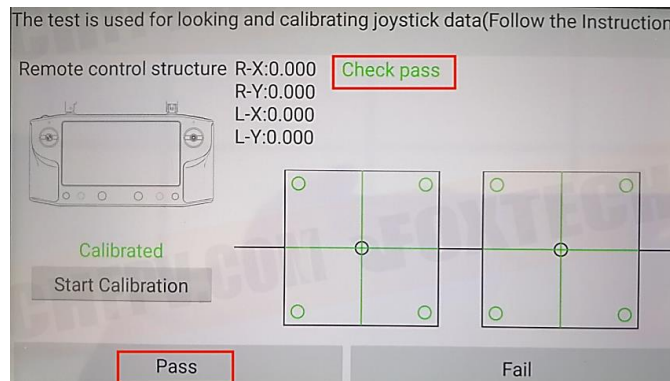 The test is used for looking and calibrating joystick data(Follow the Instruction
Remote control structure R-X:0.000 Check pass
R-Y:0.000
L-X:0.000
L-Y:0.000
Calibrated
Start Calibration
Pass
Fail